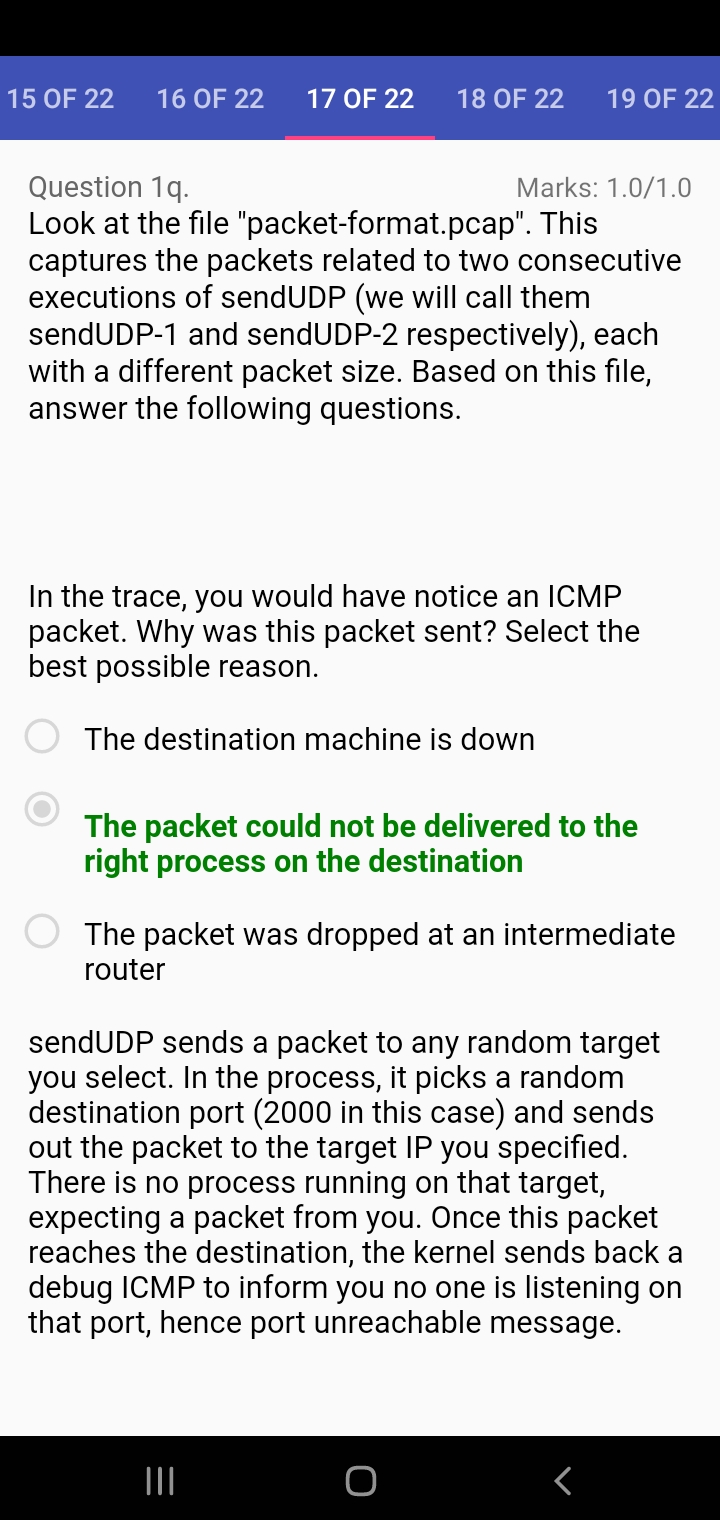 15 OF 22 16 OF 22 17 OF 22 18 OF 22 19 OF 22
Question 1q. Marks: 1.0/1.0
Look at the file "packet-format.pcap". This
captures the packets related to two consecutive
executions of sendUDP (we will call them
sendUDP-1 and sendUDP-2 respectively), each
with a different packet size. Based on this file,
answer the following questions.
In the trace, you would have notice an ICMP
packet. Why was this packet sent? Select the
best possible reason.
The destination machine is down
The packet could not be delivered to the
right process on the destination
The packet was dropped at an intermediate
router
sendUDP sends a packet to any random target
you select. In the process, it picks a random
destination port (2000 in this case) and sends
out the packet to the target IP you specified.
There is no process running on that target,
expecting a packet from you. Once this packet
reaches the destination, the kernel sends back a
debug ICMP to inform you no one is listening on
that port, hence port unreachable message.